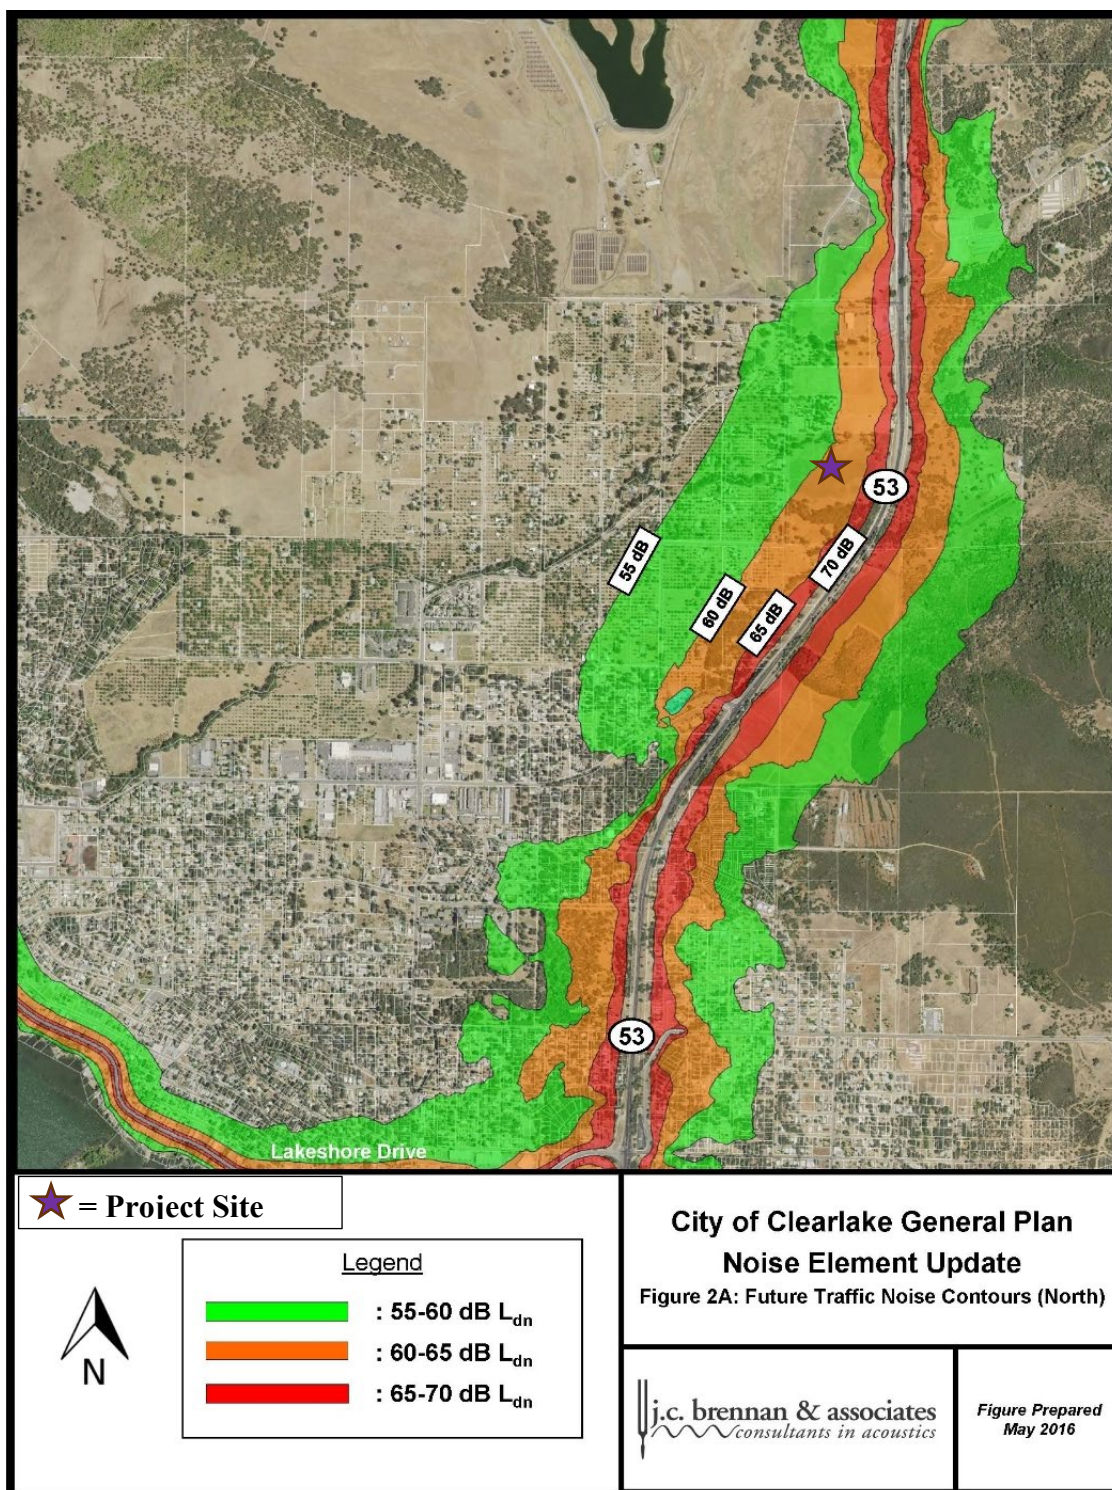 53
55 dB
60 dB
65 dB
70 dB
53
Lakeshore Drive
= Project Site
Legend
: 55-60 dB Ldn
: 60-65 dB Ldn
: 65-70 dB Ldn
N
City of Clearlake General Plan
Noise Element Update
Figure 2A: Future Traffic Noise Contours (North)
j.c. brennan & associates
consultants in acoustics
Figure Prepared
May 2016